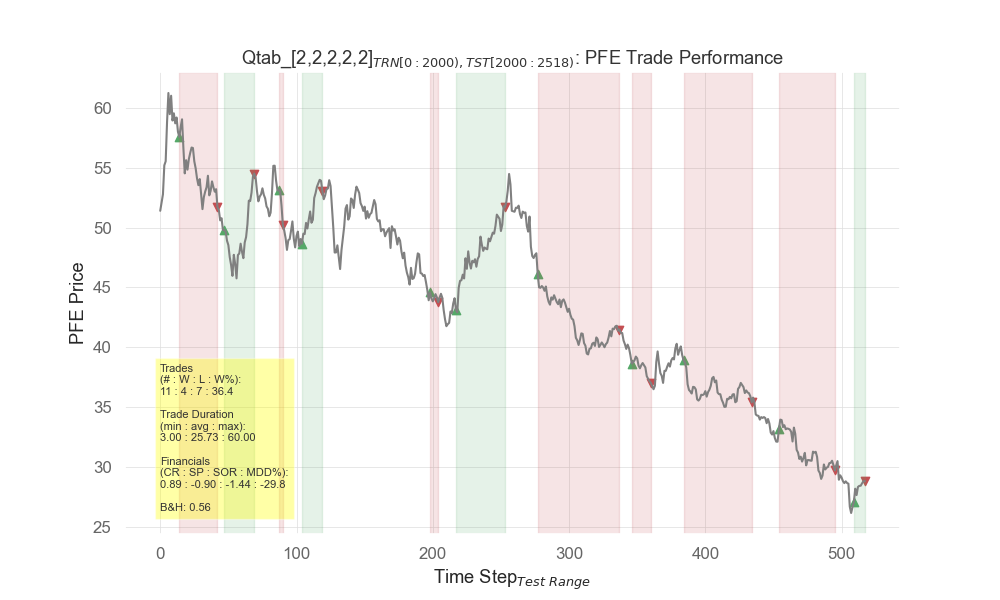 Qtab_[2,2,2,2,2]TRN[0 : 2000), TST[2000 : 2518): PFE Trade Performance
PFE Price
60
55
50
45
40
35
30
25
Trades
(# : W : L : W%):
11 : 4 : 7 : 36.4
Trade Duration
(min : avg : max):
3.00 : 25.73 : 60.00
Financials
(CR : SP : SOR : MDD%):
0.89 : -0.90 : -1.44 : -29.8
B&H: 0.56
0 100 200 300 400 500
Time StepTest Range